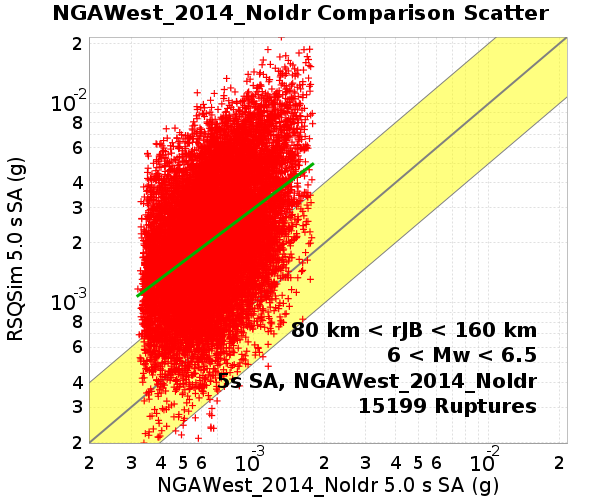 NGAWest_2014_NoIdr Comparison Scatter
RSQSim 5.0 s SA (g)
2
10-2
8
6
4
3
2
10-3
8
6
4
3
2
80 km < rJB < 160 km
6 < Mw < 6.5
5s SA, NGAWest_2014_NoIdr
15199 Ruptures
2 3 4 5 6 10-3 2 3 4 5 6 10-2 2
NGAWest_2014_NoIdr 5.0 s SA (g)